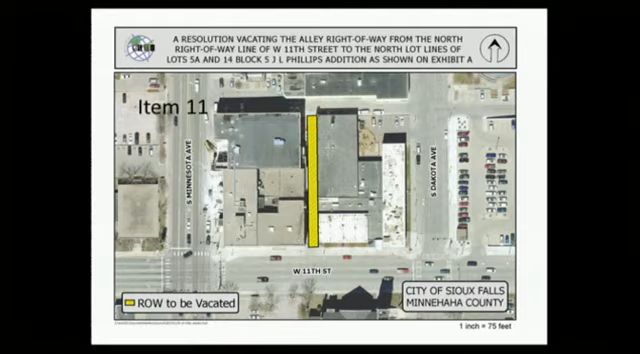 A RESOLUTION VACATING THE ALLEY RIGHT-OF-WAY FROM THE NORTH
RIGHT-OF-WAY LINE OF W 11TH STREET TO THE NORTH LOT LINES OF
LOTS 5A AND 14 BLOCK 5 J L PHILLIPS ADDITION AS SHOWN ON EXHIBIT A
Item 11
S MINNESOTA AVE
S DAKOTA AVE
W 11TH ST
ROW to be Vacated
CITY OF SIOUX FALLS
MINNEHAHA COUNTY
1 inch = 75 feet